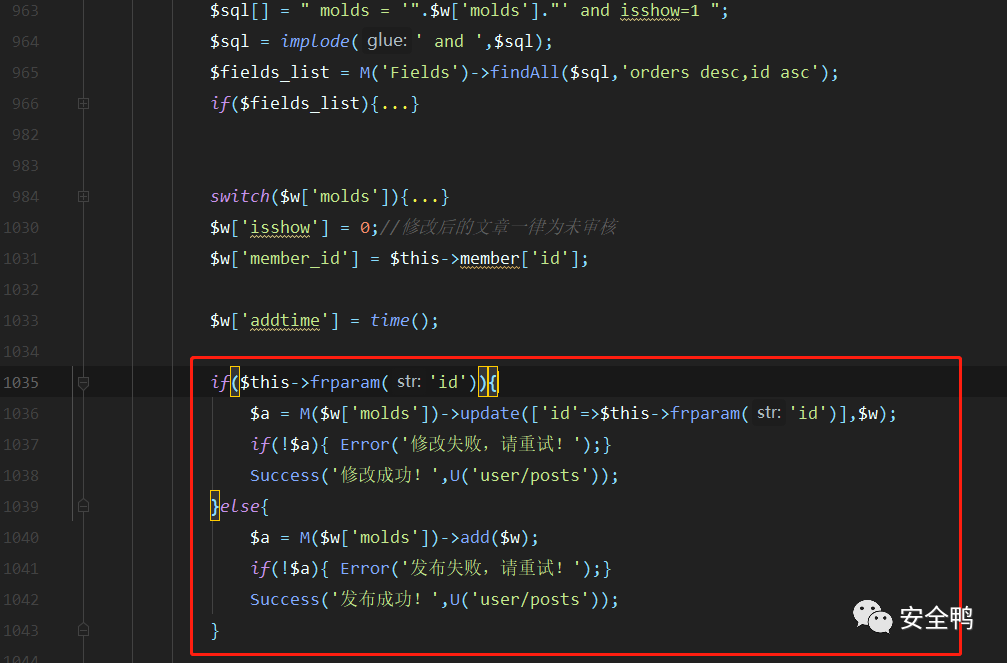 963 $sql[] = " molds = '".$w['molds']."' and isshow=1 ";
964 $sql = implode( glue: ' and ',$sql);
965 $fields_list = M('Fields')->findAll($sql,'orders desc,id asc');
966 if($fields_list){...}
982
983
984 switch($w['molds']){...}
1030 $w['isshow'] = 0;//修改后的文章一律为未审核
1031 $w['member_id'] = $this->member['id'];
1032
1033 $w['addtime'] = time();
1034
1035 if($this->frparam( str: 'id')){
1036 $a = M($w['molds'])->update(['id'=>$this->frparam( str: 'id')],$w);
1037 if(!$a){ Error('修改失败，请重试！');}
1038 Success('修改成功！',U('user/posts'));
1039 }else{
1040 $a = M($w['molds'])->add($w);
1041 if(!$a){ Error('发布失败，请重试！');}
1042 Success('发布成功！',U('user/posts'));
1043 }
1044
安全鸭